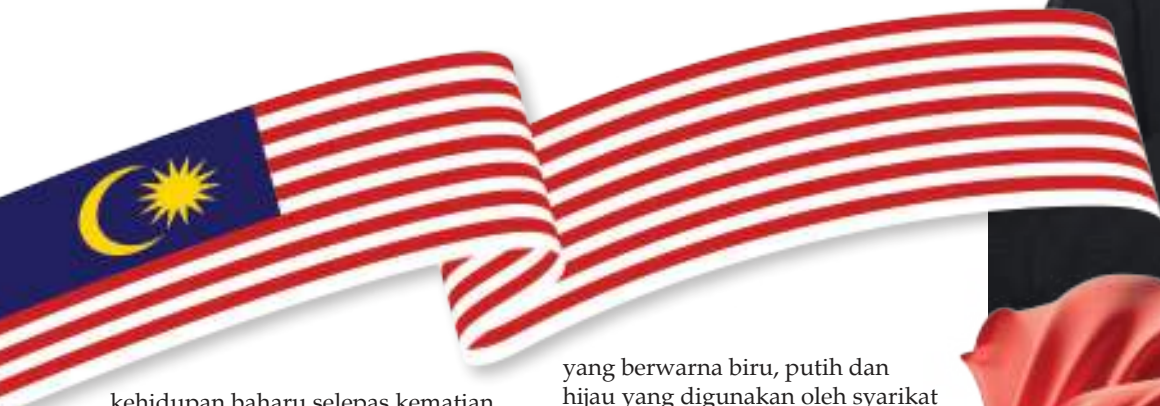 kehidupan baharu selepas kematian
yang berwarna biru, putih dan
hijau yang digunakan oleh syarikat